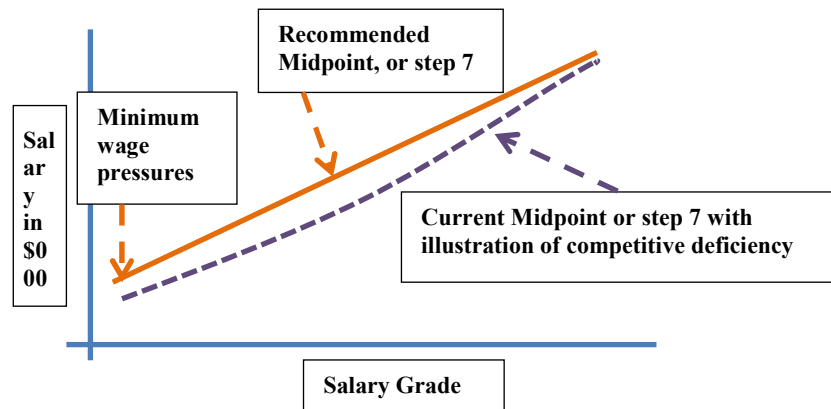 Recommended
Midpoint, or step 7
Minimum
wage
pressures
Sal
ar
y
in
$0
00
Current Midpoint or step 7 with
illustration of competitive deficiency
Salary Grade